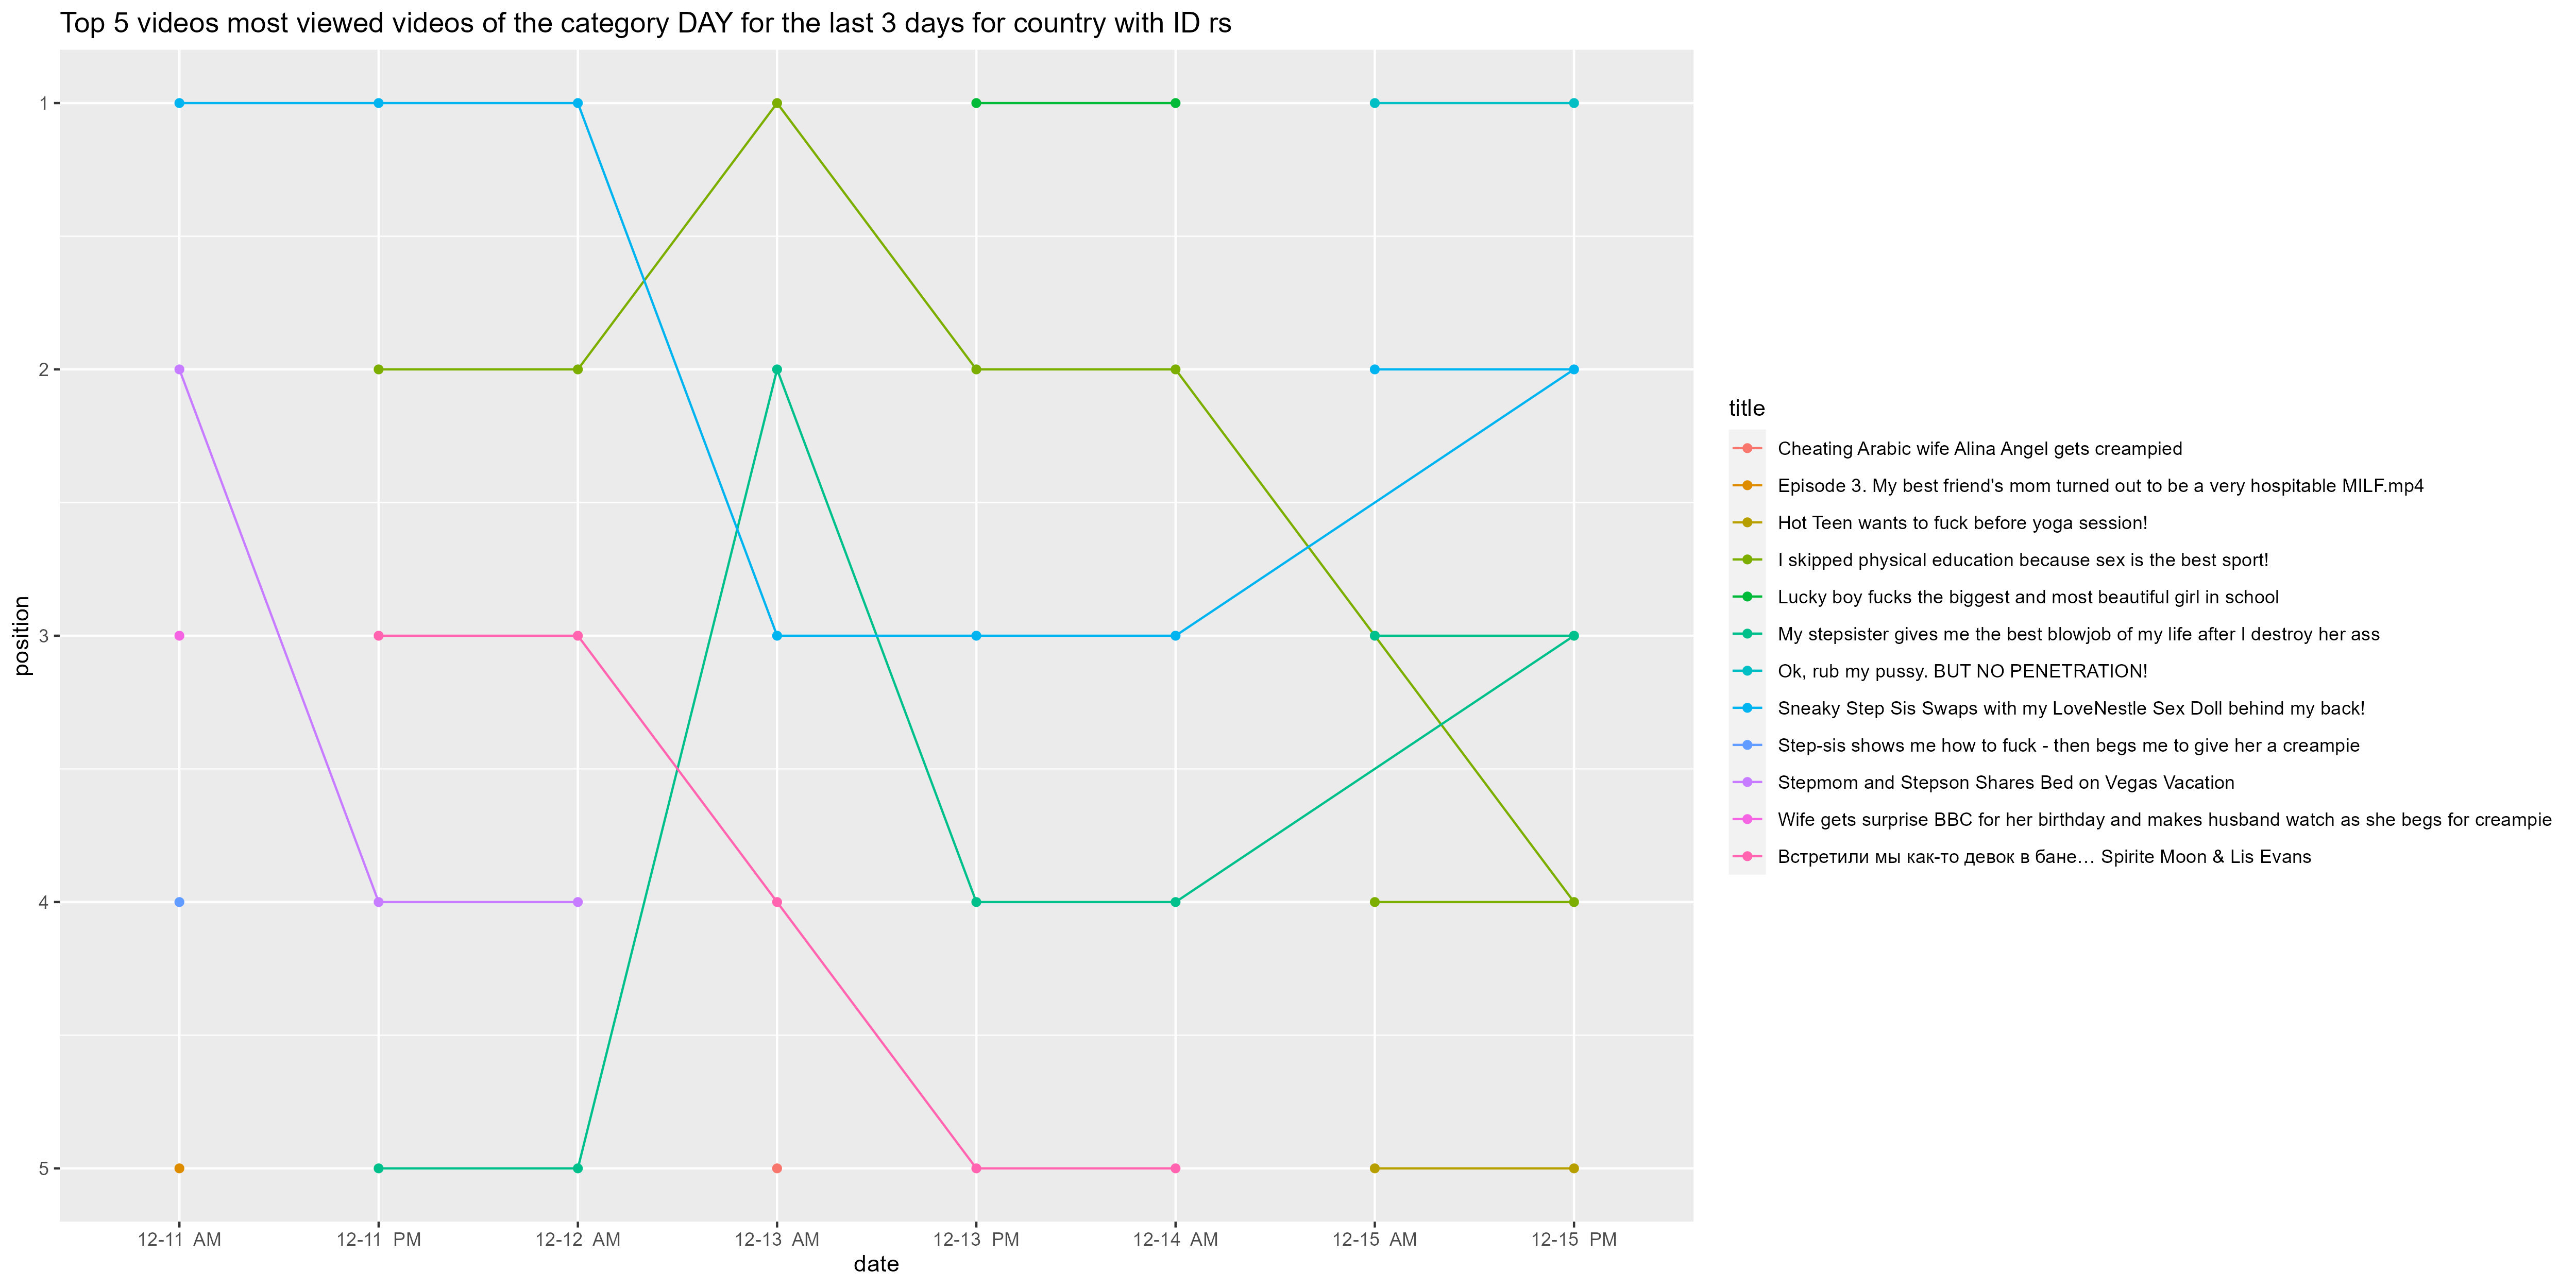 Top 5 videos most viewed videos of the category DAY for the last 3 days for country with ID rs
position
1
2
3
4
5
12-11 AM
12-11 PM
12-12 AM
12-13 AM
12-13 PM
12-14 AM
12-15 AM
12-15 PM
date
title
Cheating Arabic wife Alina Angel gets creampied
Episode 3. My best friend's mom turned out to be a very hospitable MILF.mp4
Hot Teen wants to fuck before yoga session!
I skipped physical education because sex is the best sport!
Lucky boy fucks the biggest and most beautiful girl in school
My stepsister gives me the best blowjob of my life after I destroy her ass
Ok, rub my pussy. BUT NO PENETRATION!
Sneaky Step Sis Swaps with my LoveNestle Sex Doll behind my back!
Step-sis shows me how to fuck - then begs me to give her a creampie
Stepmom and Stepson Shares Bed on Vegas Vacation
Wife gets surprise BBC for her birthday and makes husband watch as she begs for creampie
Встретили мы как-то девок в бане… Spirite Moon & Lis Evans